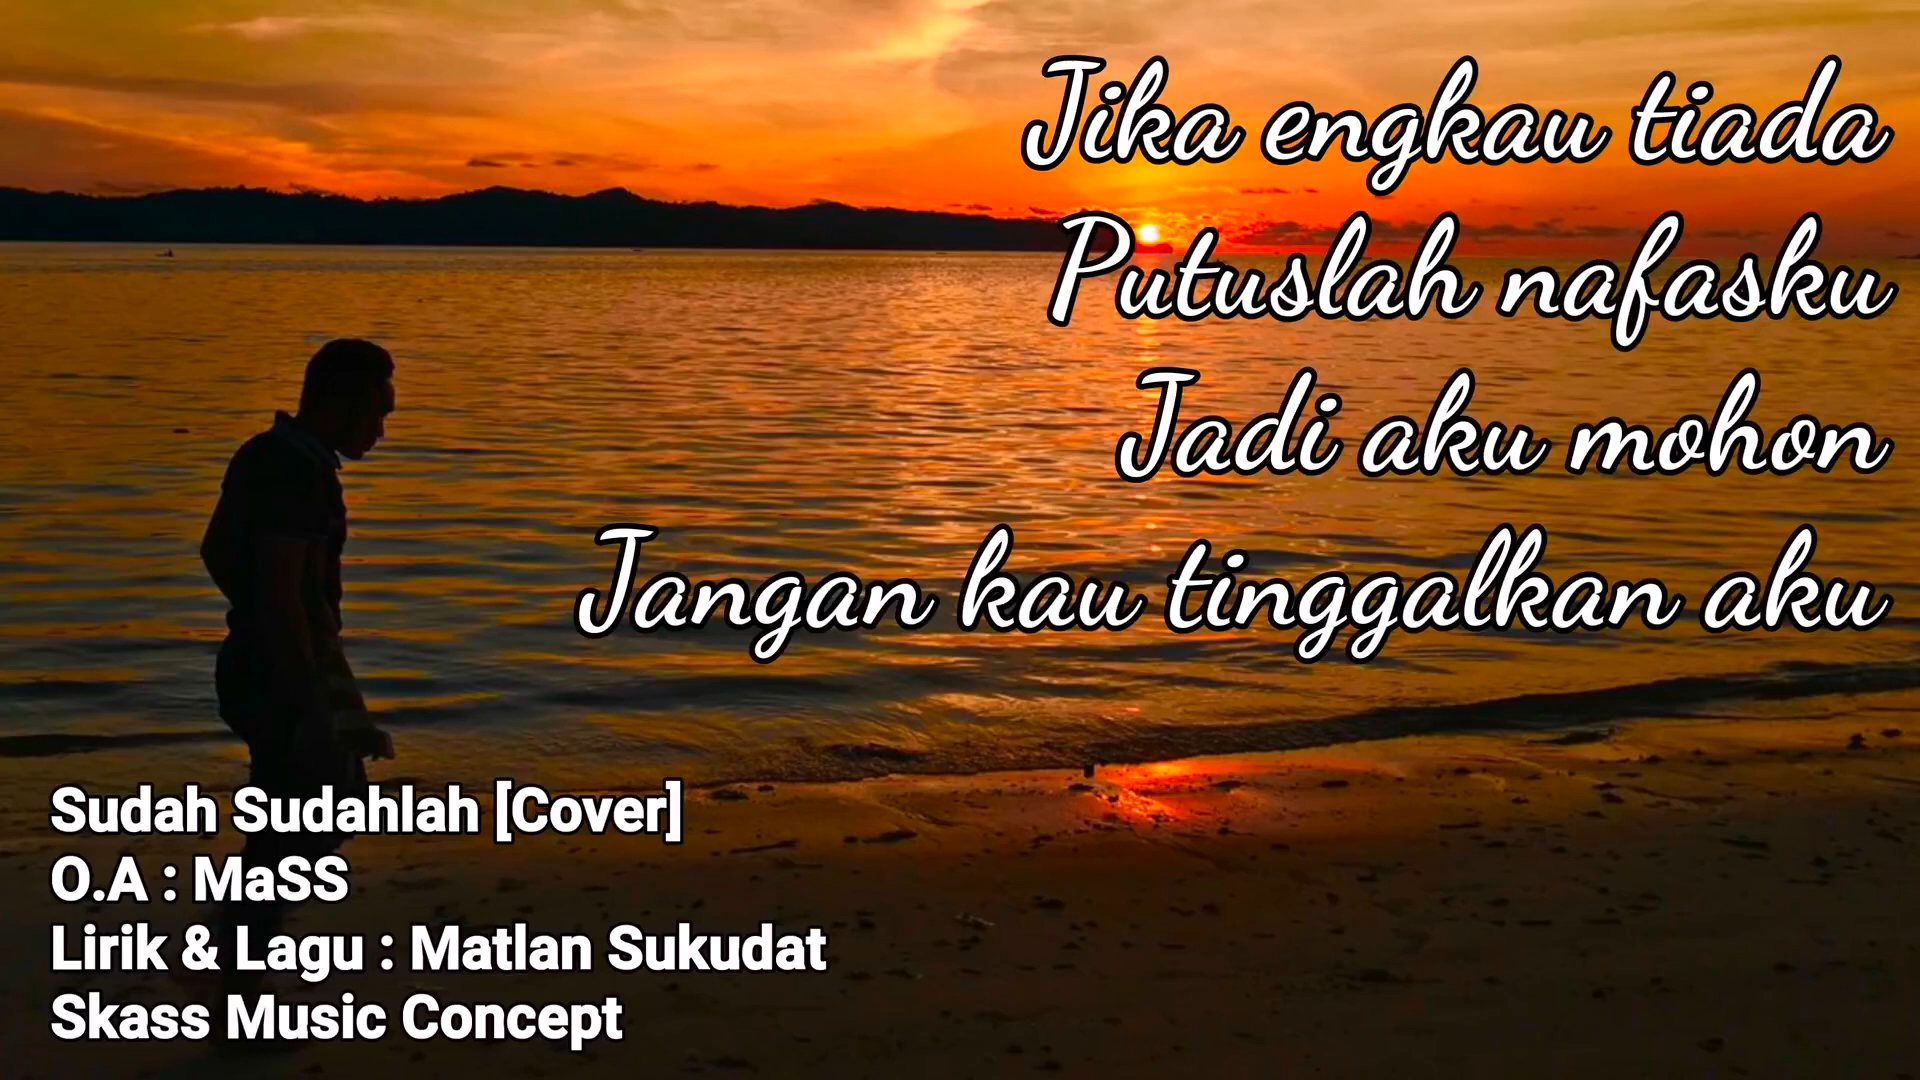 Jika engkau tiada
Putuslah nafasku
Jadi aku mohon
Jangan kau tinggalkan aku
Sudah Sudahlah [Cover]
O.A : MaSS
Lirik & Lagu : Matlan Sukudat
Skass Music Concept